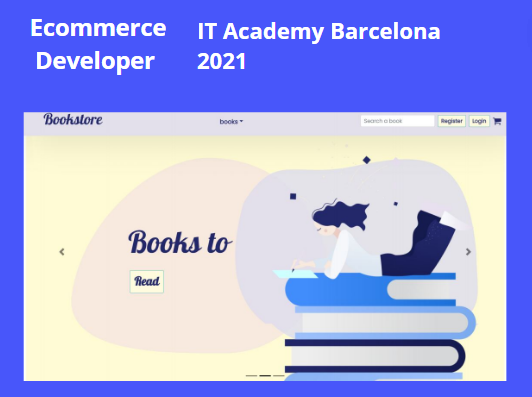 Ecommerce
Developer
IT Academy Barcelona
2021
Bookstore
books
Search a book
Register
Login
Books to
Read